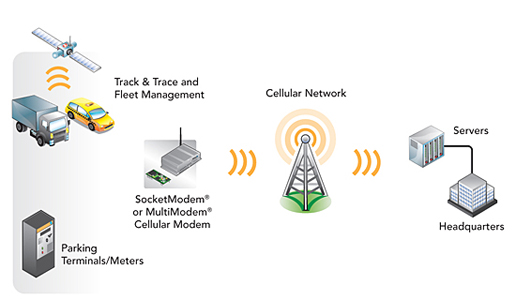 Track & Trace and
Fleet Management
Cellular Network
Servers
SocketModem®
or MultiModem®
Cellular Modem
Headquarters
Parking
Terminals/Meters